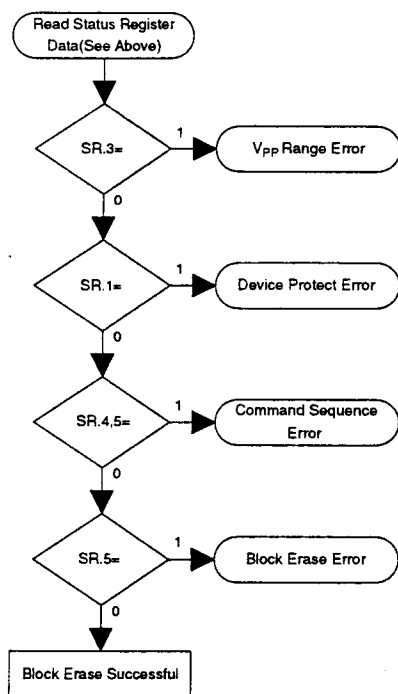 Read Status Register
Data(See Above)
SR.3=
1
VPP Range Error
0
SR.1=
1
Device Protect Error
0
SR.4,5=
1
Command Sequence
Error
0
SR.5=
1
Block Erase Error
0
Block Erase Successful